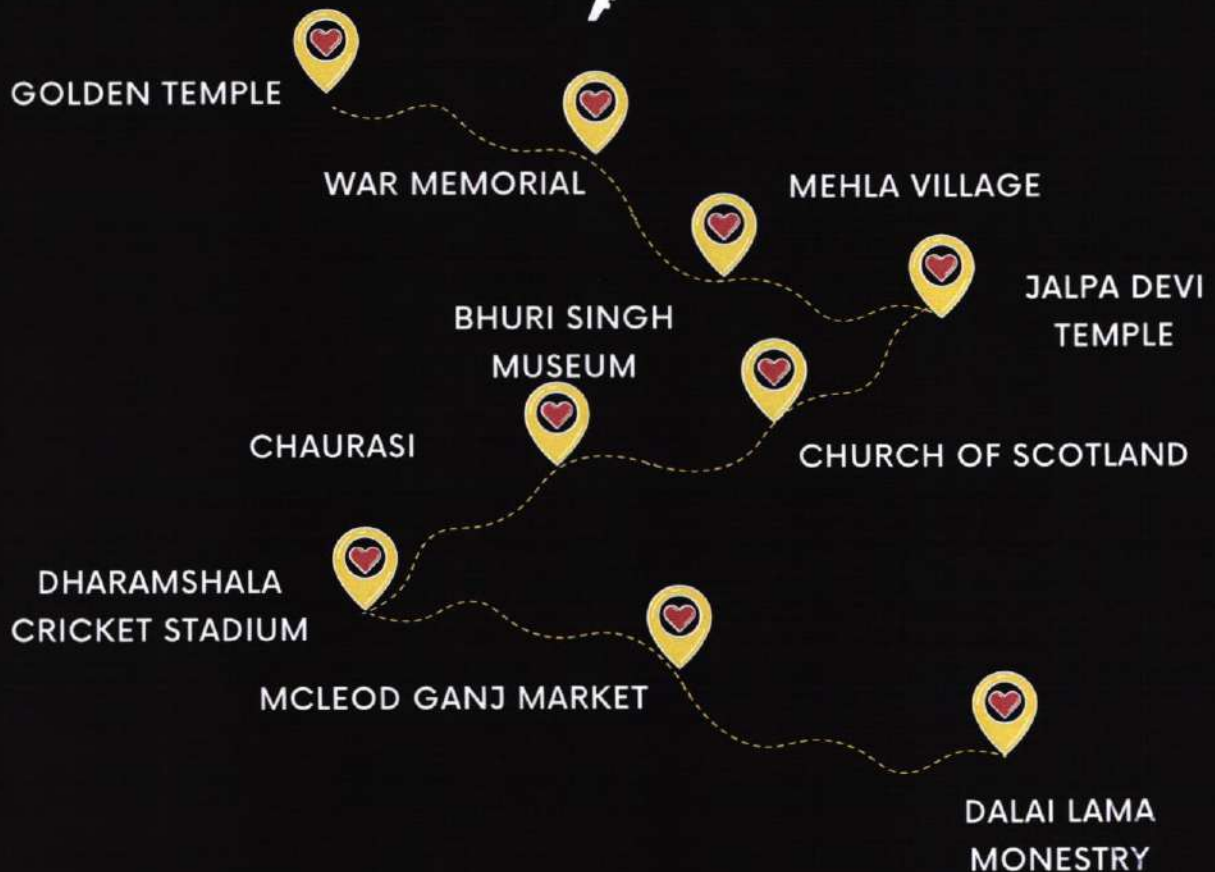 GOLDEN TEMPLE
WAR MEMORIAL
MEHLA VILLAGE
JALPA DEVI
TEMPLE
BHURI SINGH
MUSEUM
CHURCH OF SCOTLAND
CHAURASI
DHARAMSHALA
CRICKET STADIUM
MCLEOD GANJ MARKET
DALAI LAMA
MONESTRY